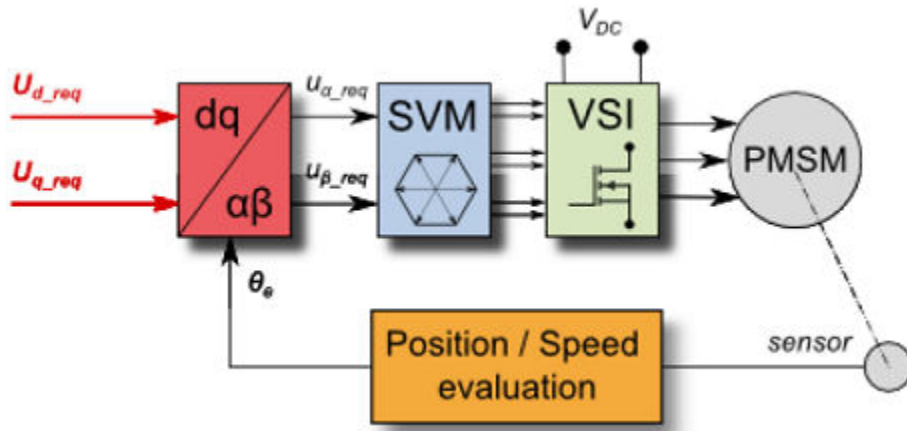 V_DC
U_d_req
u_α_req
dq
SVM
VSI
PMSM
U_q_req
u_β_req
αβ
θ_e
Position / Speed
evaluation
sensor